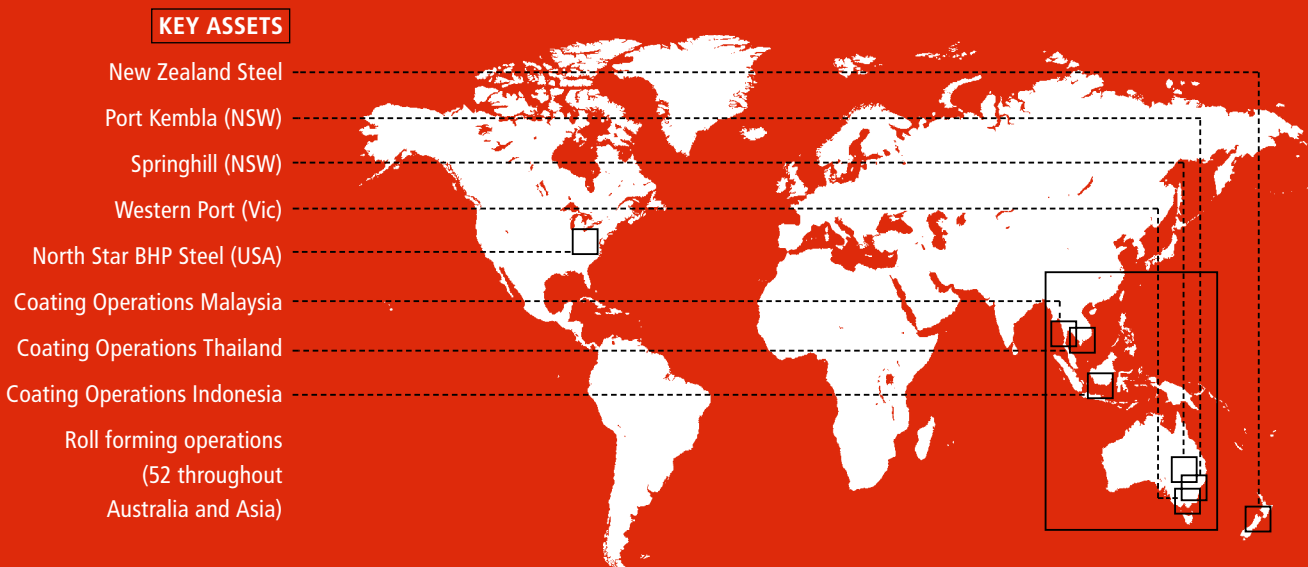 KEY ASSETS
New Zealand Steel
Port Kembla (NSW)
Springhill (NSW)
Western Port (Vic)
North Star BHP Steel (USA)
Coating Operations Malaysia
Coating Operations Thailand
Coating Operations Indonesia
Roll forming operations
(52 throughout
Australia and Asia)